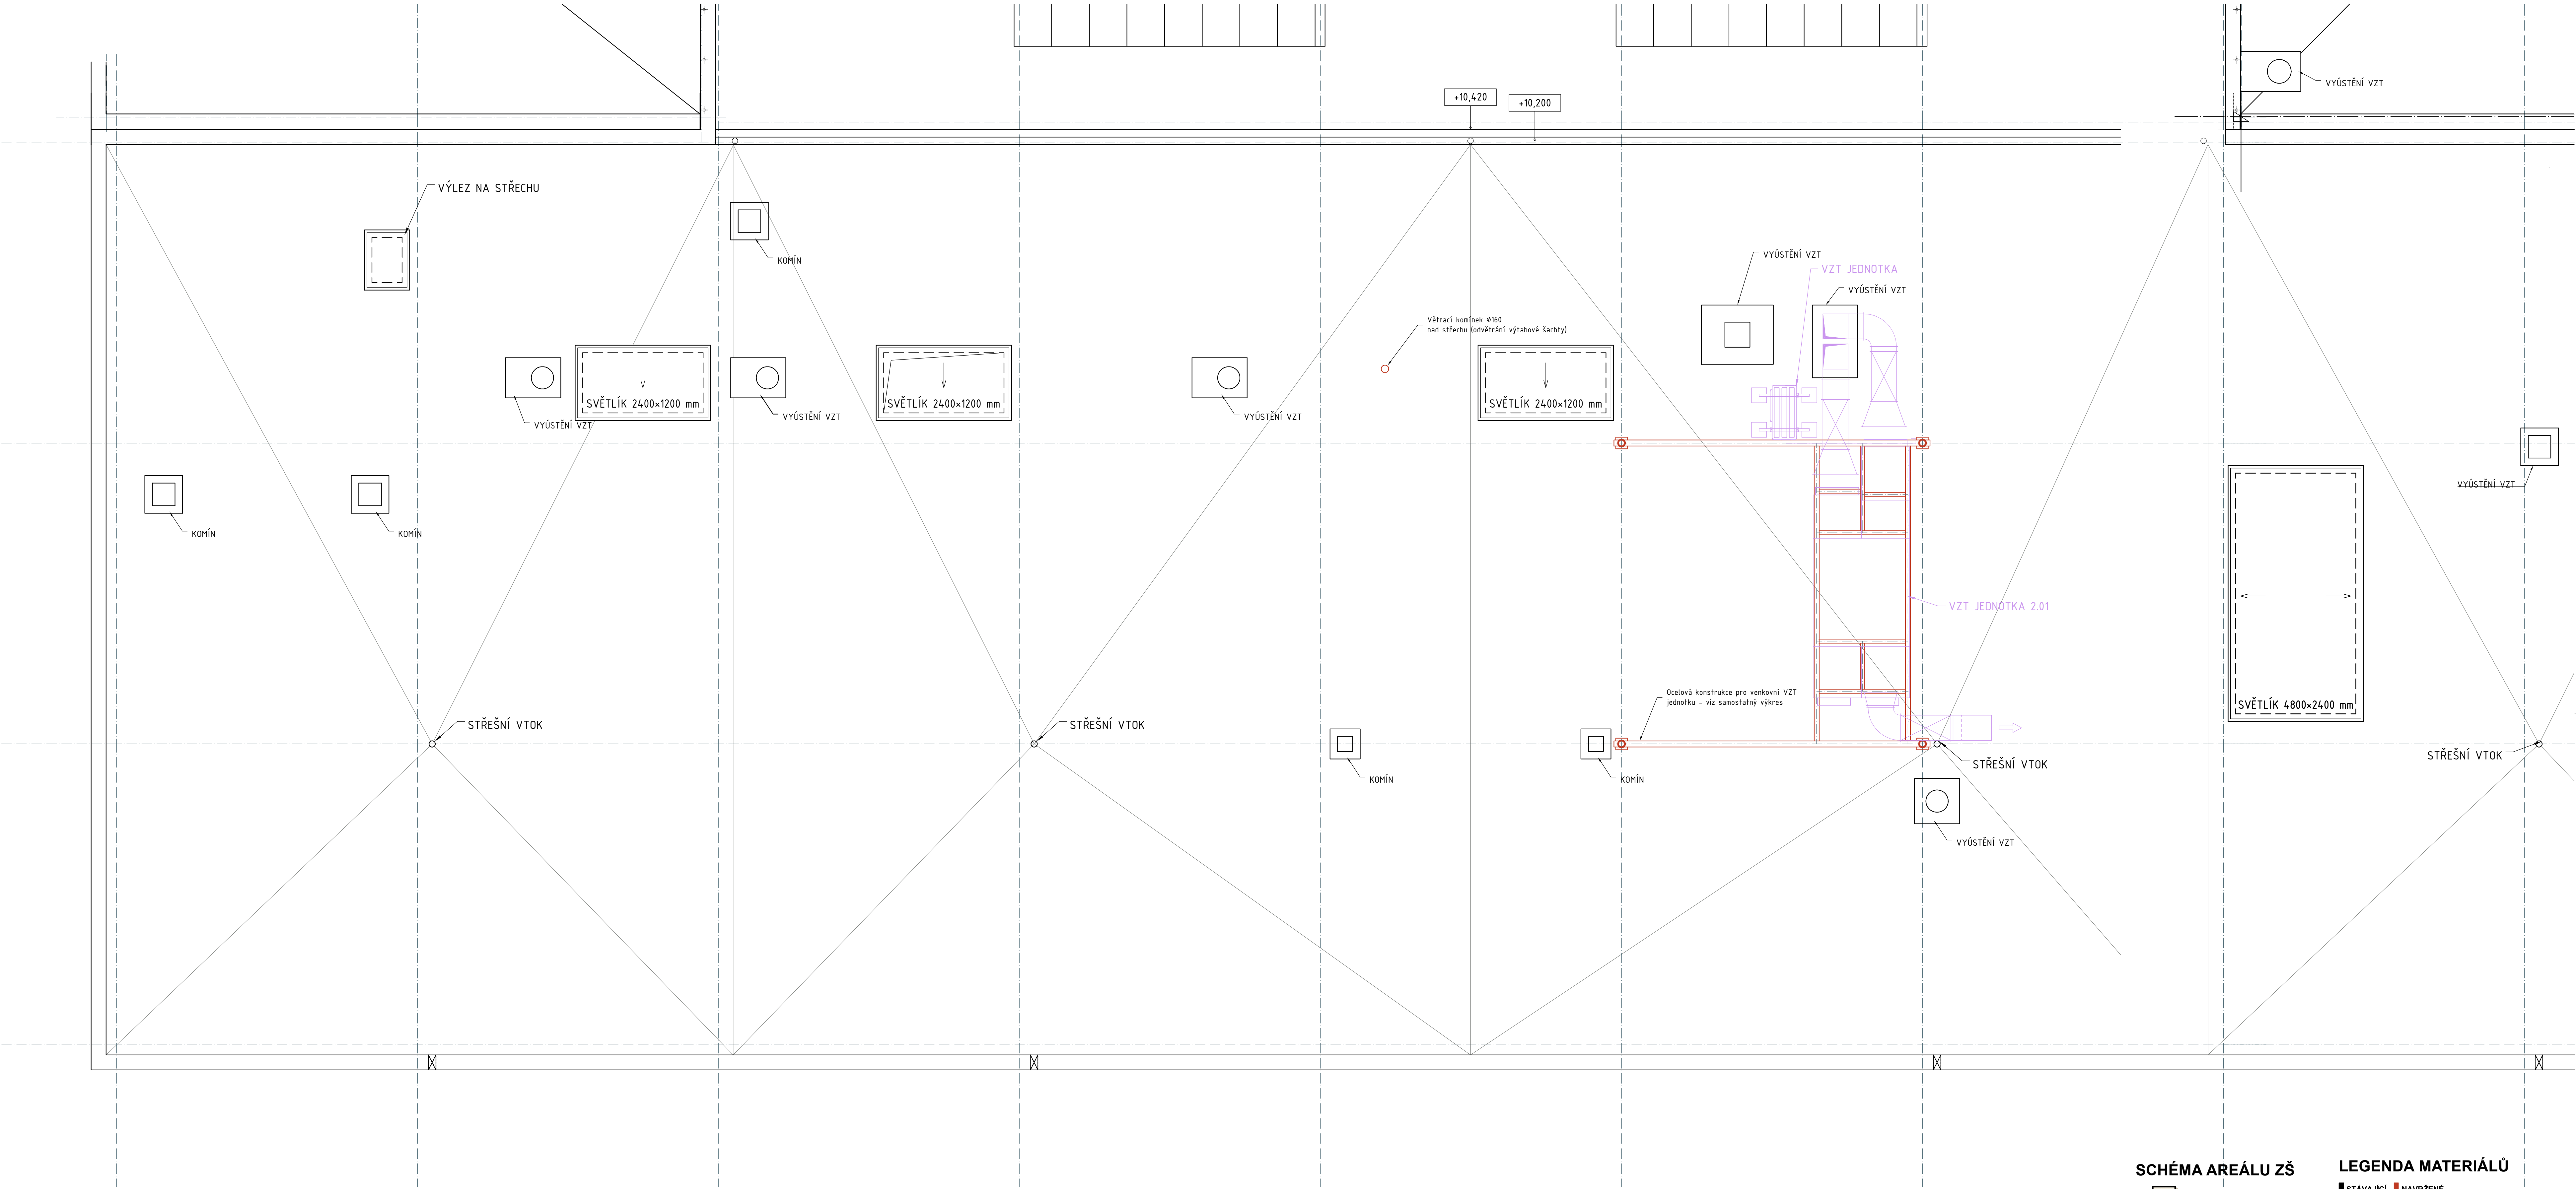 +10,420
+10,200
VYÚSTĚNÍ VZT
VÝLEZ NA STŘECHU
KOMÍN
VYÚSTĚNÍ VZT
VZT JEDNOTKA
VYÚSTĚNÍ VZT
Větrací komínek Ø160
nad střechu (odvětrání výtahové šachty)
SVĚTLÍK 2400×1200 mm
SVĚTLÍK 2400×1200 mm
SVĚTLÍK 2400×1200 mm
VYÚSTĚNÍ VZT
VYÚSTĚNÍ VZT
VYÚSTĚNÍ VZT
VYÚSTĚNÍ VZT
KOMÍN
KOMÍN
VZT JEDNOTKA 2.01
Ocelová konstrukce pro venkovní VZT
jednotku - viz samostatný výkres
SVĚTLÍK 4800×2400 mm
STŘEŠNÍ VTOK
STŘEŠNÍ VTOK
STŘEŠNÍ VTOK
STŘEŠNÍ VTOK
KOMÍN
KOMÍN
VYÚSTĚNÍ VZT
SCHÉMA AREÁLU ZŠ
LEGENDA MATERIÁLŮ
STÁVAJÍCÍ
NAVRŽENÉ